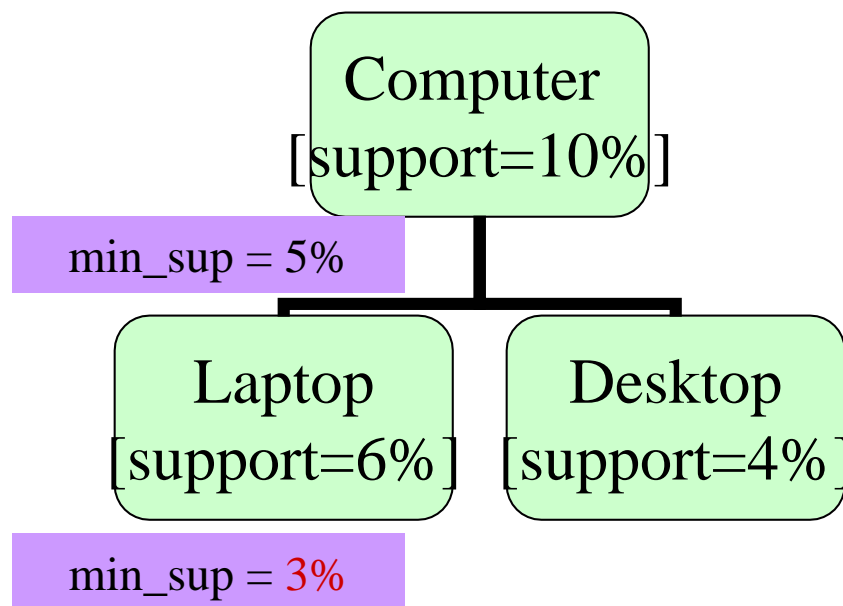 Computer
[support=10%]
min_sup = 5%
Laptop
[support=6%]
Desktop
[support=4%]
min_sup = 3%